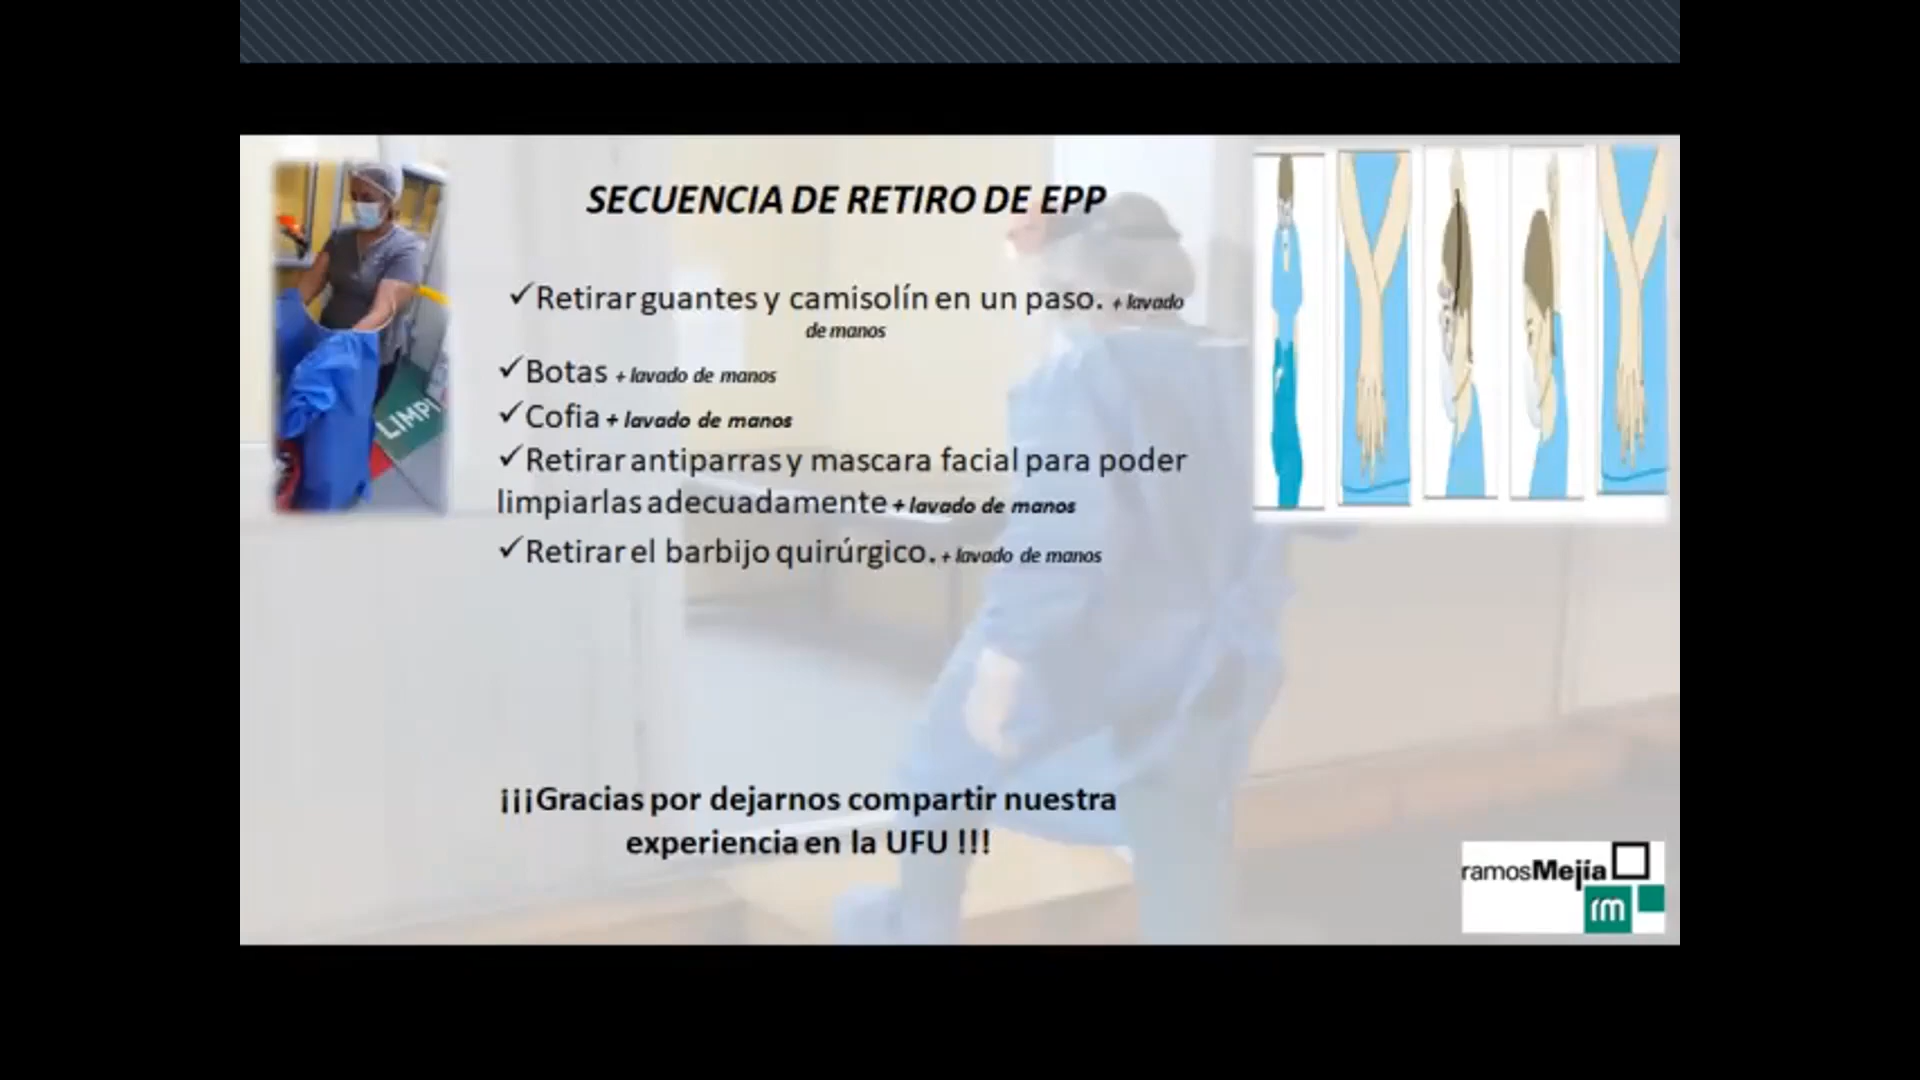 SECUENCIA DE RETIRO DE EPP
✓Retirar guantes y camisolín en un paso. + lavado
de manos
✓Botas + lavado de manos
✓Cofia + lavado de manos
✓Retirar antiparras y mascara facial para poder
limpiarlas adecuadamente + lavado de manos
✓Retirar el barbijo quirúrgico. + lavado de manos
LIMPI
¡¡¡Gracias por dejarnos compartir nuestra
experiencia en la UFU !!!
ramosMejía
rm